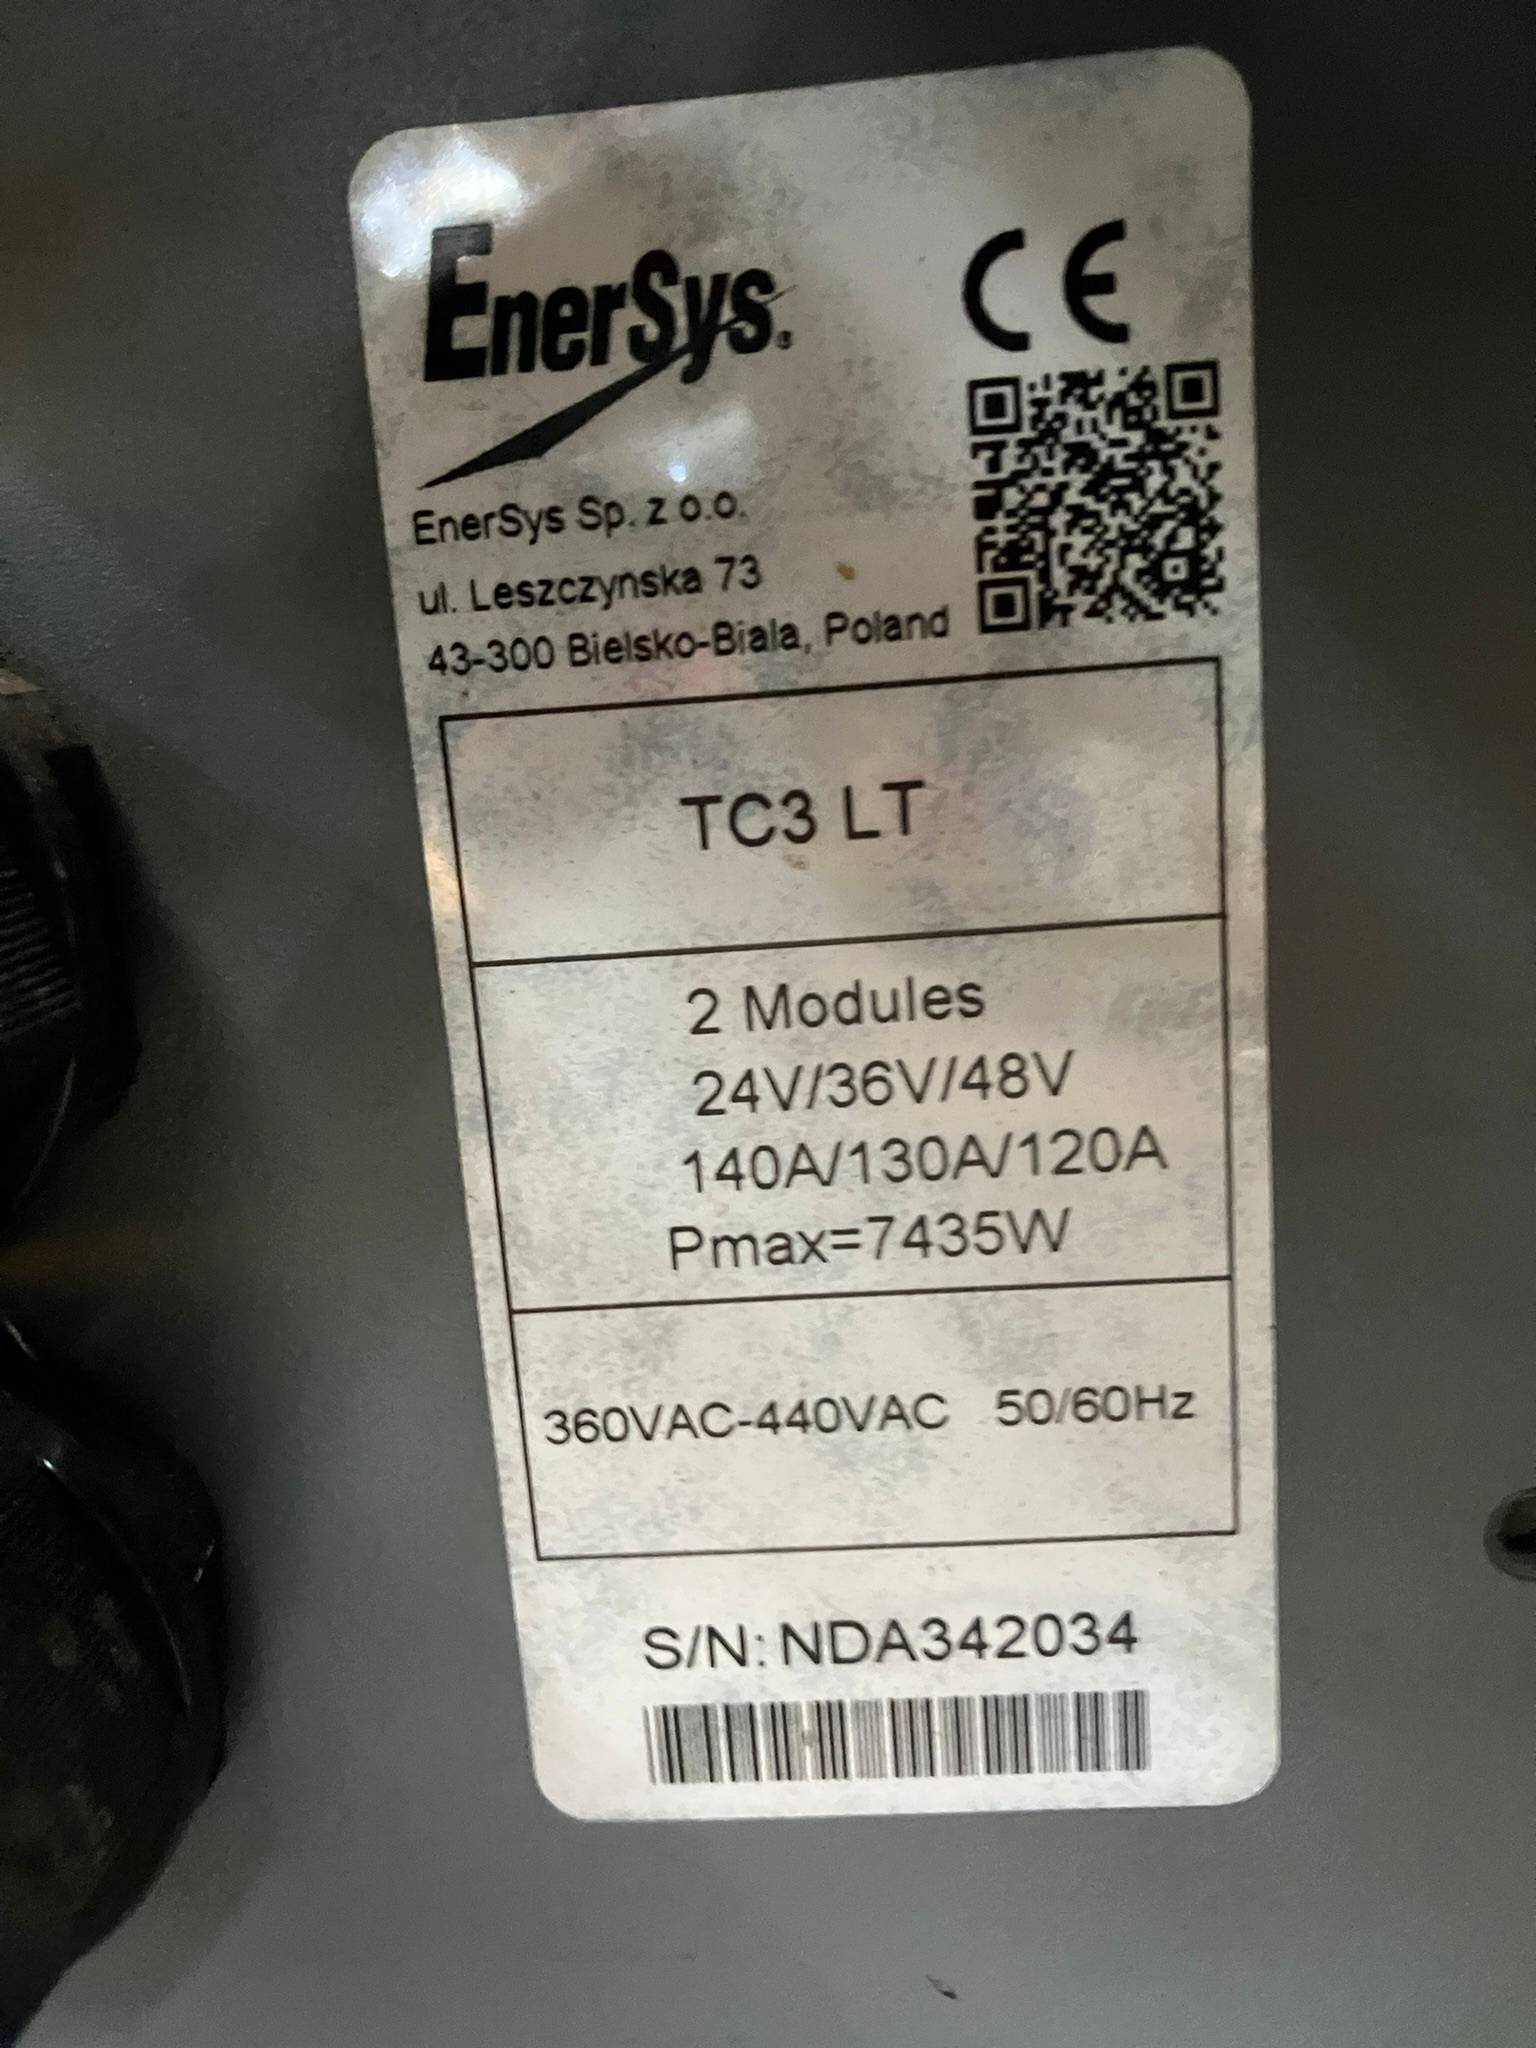 EnerSys®
CE
EnerSys Sp. z o.o.
ul. Leszczynska 73
43-300 Bielsko-Biala, Poland
TC3 LT
2 Modules
24V/36V/48V
140A/130A/120A
Pmax=7435W
360VAC-440VAC 50/60Hz
S/N: NDA342034